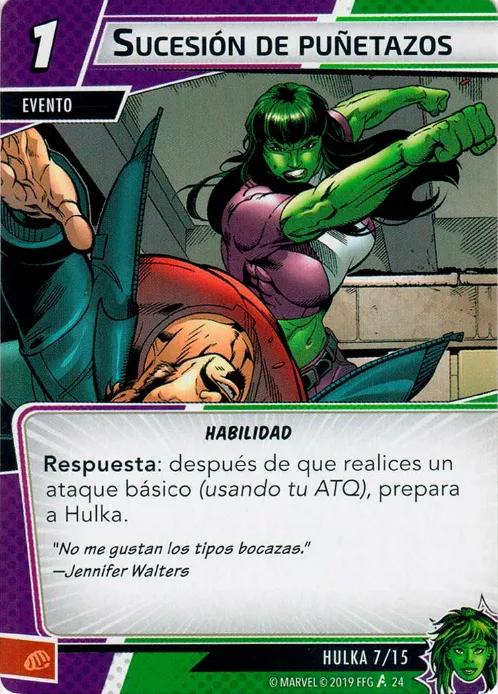 1
SUCESIÓN DE PUÑETAZOS
EVENTO
HABILIDAD
Respuesta: después de que realices un
ataque básico (usando tu ATQ), prepara
a Hulka.
"No me gustan los tipos bocazas."
—Jennifer Walters
HULKA 7/15
© MARVEL © 2019 FFG 24